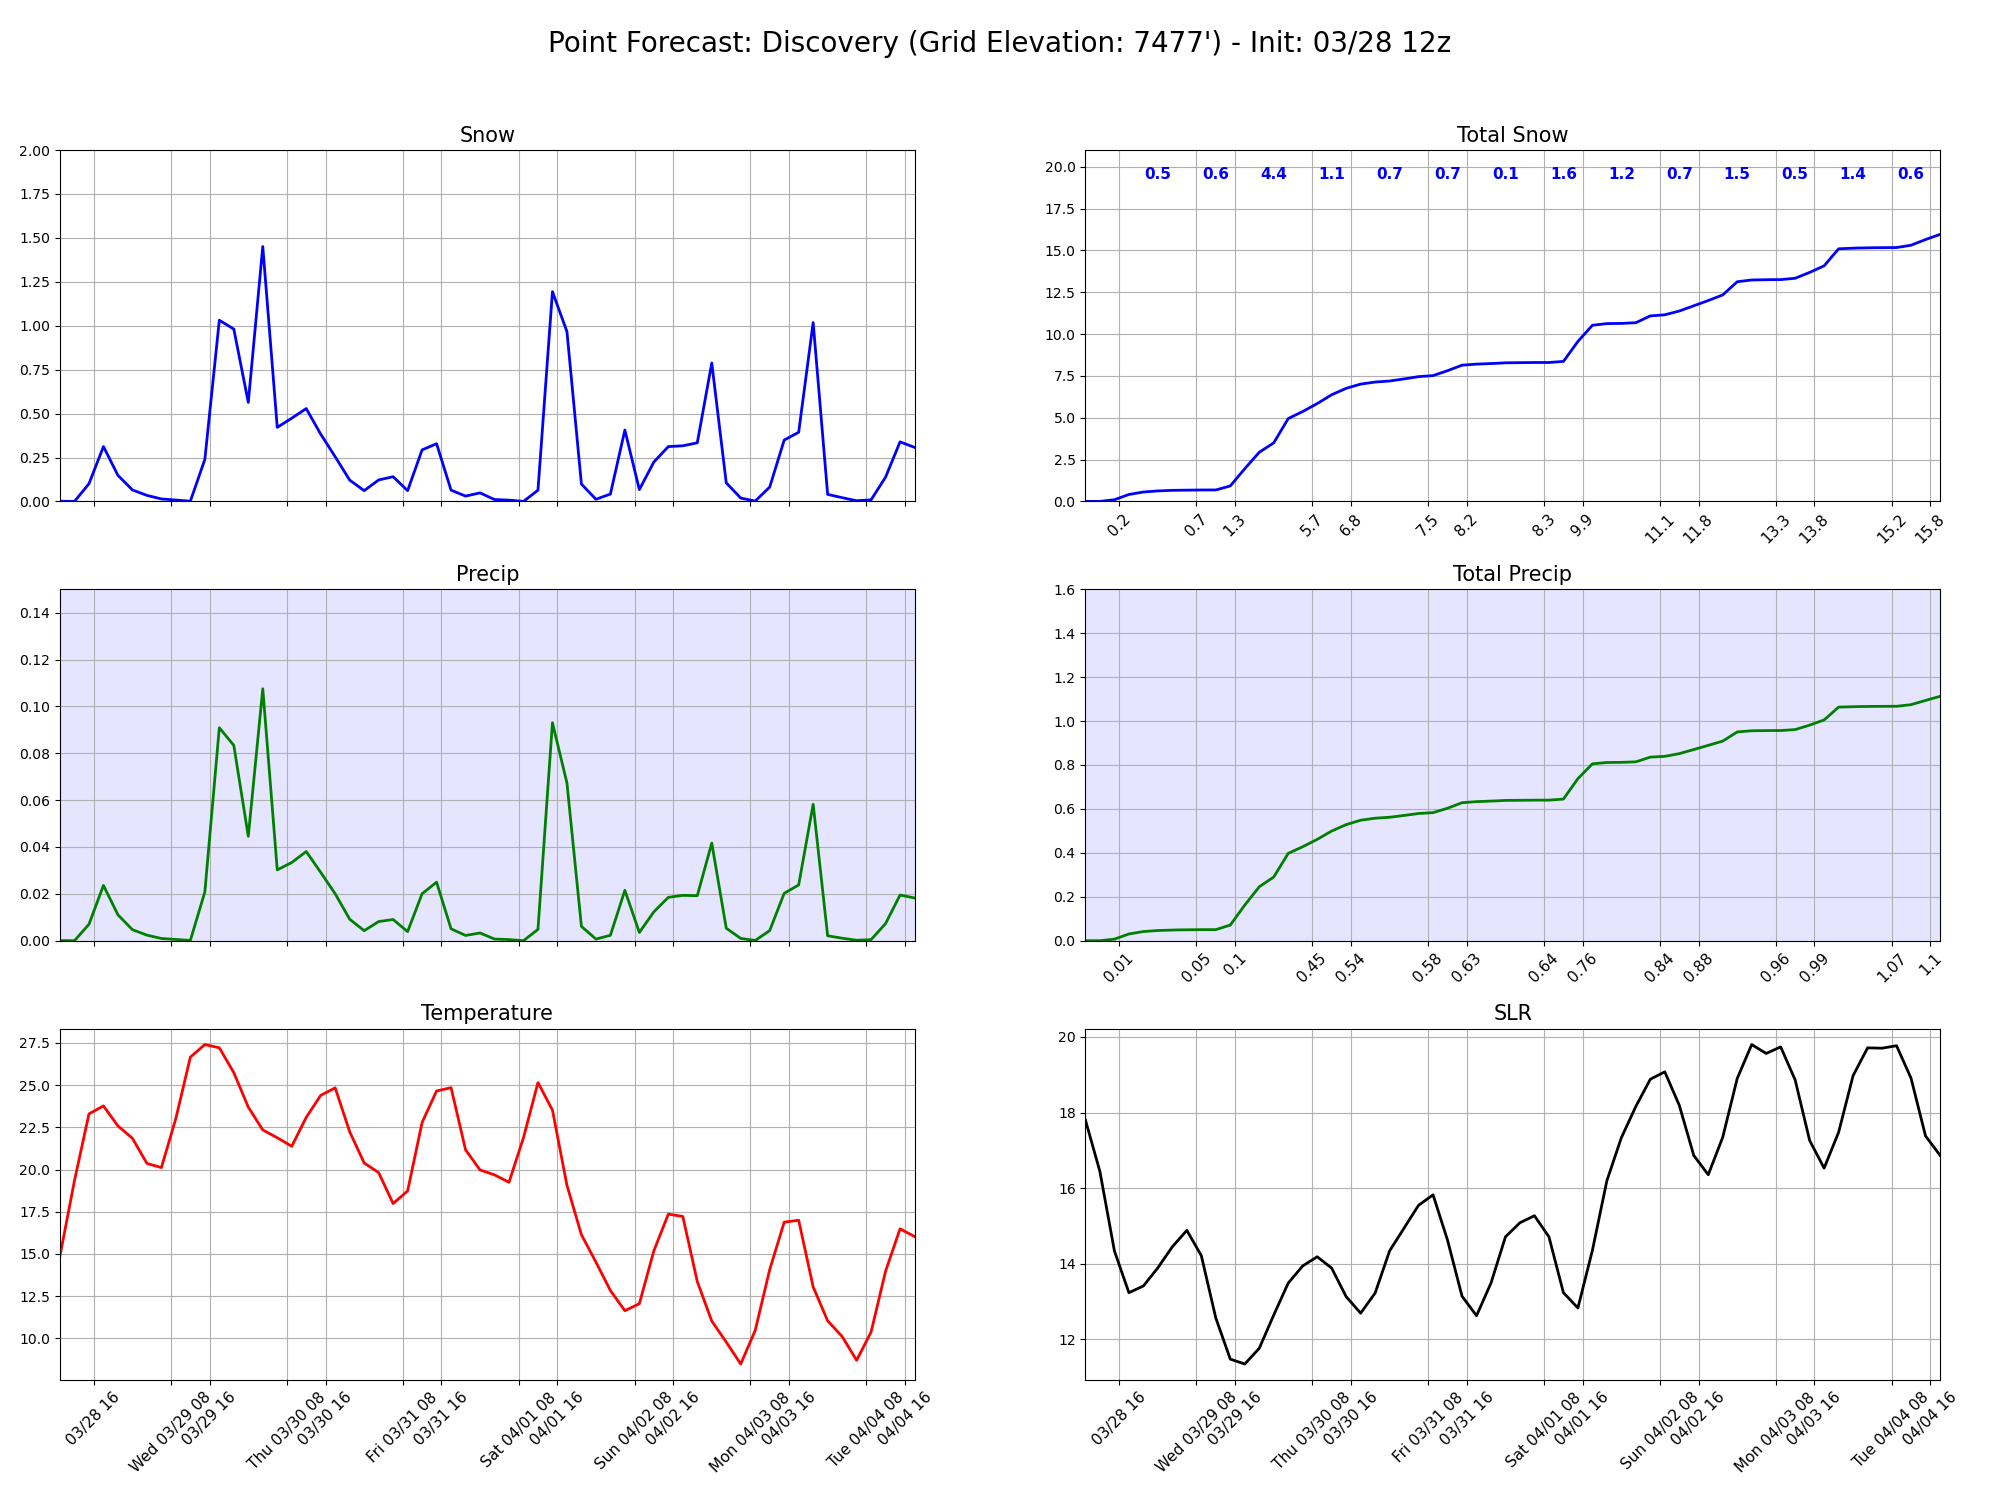 Point Forecast: Discovery (Grid Elevation: 7477') - Init: 03/28 12z
Snow
2.00
1.75
1.50
1.25
1.00
0.75
0.50
0.25
0.00
Total Snow
20.0
17.5
15.0
12.5
10.0
7.5
5.0
2.5
0.0
0.5 0.6 4.4 1.1 0.7 0.7 0.1 1.6 1.2 0.7 1.5 0.5 1.4 0.6
0.2 0.7 1.3 5.7 6.8 7.5 8.2 8.3 9.9 11.1 11.8 13.3 13.8 15.2 15.8
Precip
0.14
0.12
0.10
0.08
0.06
0.04
0.02
0.00
Total Precip
1.6
1.4
1.2
1.0
0.8
0.6
0.4
0.2
0.0
0.01 0.05 0.1 0.45 0.54 0.58 0.63 0.64 0.76 0.84 0.88 0.96 0.99 1.07 1.1
Temperature
27.5
25.0
22.5
20.0
17.5
15.0
12.5
10.0
03/28 16
Wed 03/29 08
03/29 16
Thu 03/30 08
03/30 16
Fri 03/31 08
03/31 16
Sat 04/01 08
04/01 16
Sun 04/02 08
04/02 16
Mon 04/03 08
04/03 16
Tue 04/04 08
04/04 16
SLR
20
18
16
14
12
03/28 16
Wed 03/29 08
03/29 16
Thu 03/30 08
03/30 16
Fri 03/31 08
03/31 16
Sat 04/01 08
04/01 16
Sun 04/02 08
04/02 16
Mon 04/03 08
04/03 16
Tue 04/04 08
04/04 16